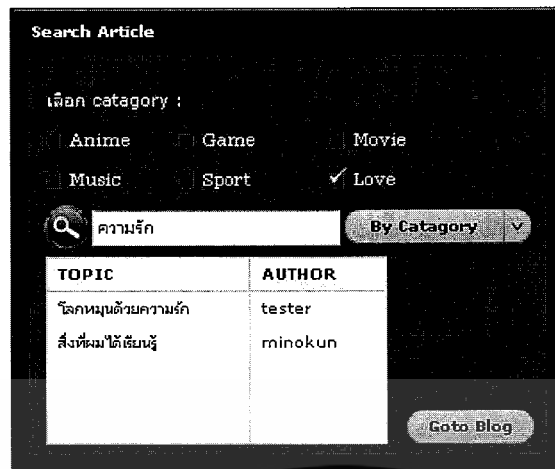 Search Article
เลือก catagory :
Anime Game Movie
Music Sport Love
ความรัก By Catagory
TOPIC AUTHOR
โลกหมุนด้วยความรัก tester
สิ่งที่ผมได้เรียนรู้ minokun
Goto Blog